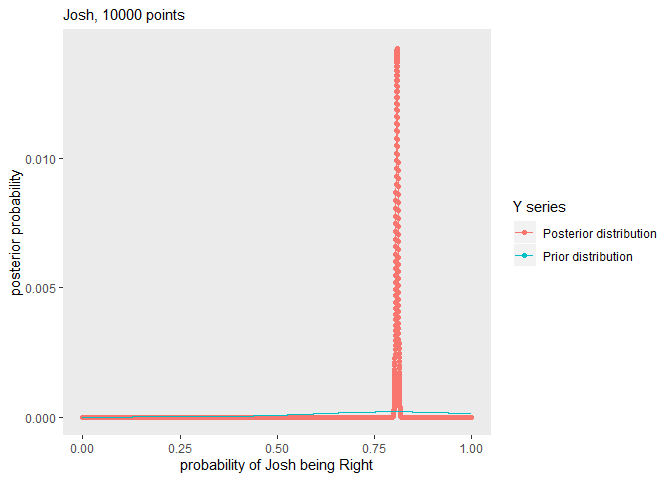 Josh, 10000 points
posterior probability
0.010
0.005
0.000
0.00 0.25 0.50 0.75 1.00
probability of Josh being Right
Y series
Posterior distribution
Prior distribution